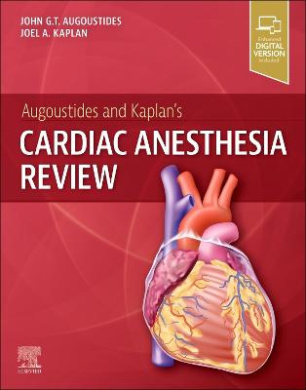 JOHN G.T. AUGOUSTIDES
JOEL A. KAPLAN
Enhanced
DIGITAL
VERSION
Included
Augoustides and Kaplan's
CARDIAC ANESTHESIA
REVIEW
ELSEVIER